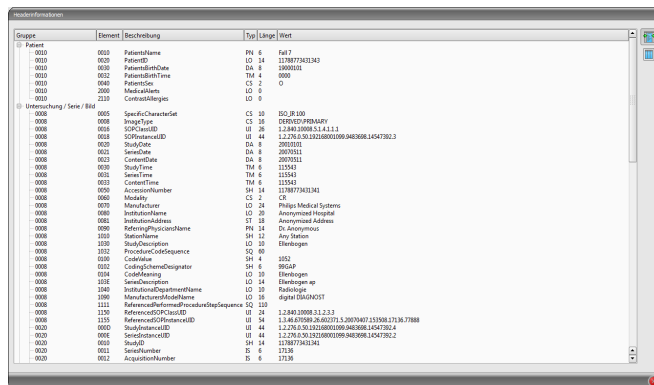 Headerinformationen
Gruppe Element Beschreibung Typ Länge Wert
Patient
0010 0010 PatientsName PN 6 Fall 7
0010 0020 PatientID LO 14 11788773431343
0010 0030 PatientsBirthDate DA 8 19000101
0010 0032 PatientsBirthTime TM 4 0000
0010 0040 PatientsSex CS 2 O
0010 2000 MedicalAlerts LO 0
0010 2110 ContrastAllergies LO 0
Untersuchung / Serie / Bild
0008 0005 SpecificCharacterSet CS 10 ISO_IR 100
0008 0008 ImageType CS 16 DERIVED\PRIMARY
0008 0016 SOPClassUID UI 26 1.2.840.10008.5.1.4.1.1.1
0008 0018 SOPInstanceUID UI 44 1.2.276.0.50.192168001099.9483698.14547392.3
0008 0020 StudyDate DA 8 20010101
0008 0021 SeriesDate DA 8 20070511
0008 0023 ContentDate DA 8 20070511
0008 0030 StudyTime TM 6 115543
0008 0031 SeriesTime TM 6 115543
0008 0033 ContentTime TM 6 115543
0008 0050 AccessionNumber SH 14 11788773431341
0008 0060 Modality CS 2 CR
0008 0070 Manufacturer LO 24 Philips Medical Systems
0008 0080 InstitutionName LO 20 Anonymized Hospital
0008 0081 InstitutionAddress ST 18 Anonymized Address
0008 0090 ReferringPhysiciansName PN 14 Dr. Anonymous
0008 1010 StationName SH 12 Any Station
0008 1030 StudyDescription LO 10 Ellenbogen
0008 1032 ProcedureCodeSequence SQ 60
0008 0100 CodeValue SH 4 1052
0008 0102 CodingSchemeDesignator SH 6 99GAP
0008 0104 CodeMeaning LO 10 Ellenbogen
0008 103E SeriesDescription LO 14 Ellenbogen ap
0008 1040 InstitutionalDepartmentName LO 10 Radiologie
0008 1090 ManufacturersModelName LO 16 digital DIAGNOST
0008 1111 ReferencedPerformedProcedureStepSequence SQ 110
0008 1150 ReferencedSOPClassUID UI 24 1.2.840.10008.3.1.2.3.3
0008 1155 ReferencedSOPInstanceUID UI 54 1.3.46.670589.26.602371.5.20070407.153508.17136.77888
0020 000D StudyInstanceUID UI 44 1.2.276.0.50.192168001099.9483698.14547392.4
0020 000E SeriesInstanceUID UI 44 1.2.276.0.50.192168001099.9483698.14547392.2
0020 0010 StudyID SH 14 11788773431341
0020 0011 SeriesNumber IS 6 17136
0020 0012 AcquisitionNumber IS 6 17136